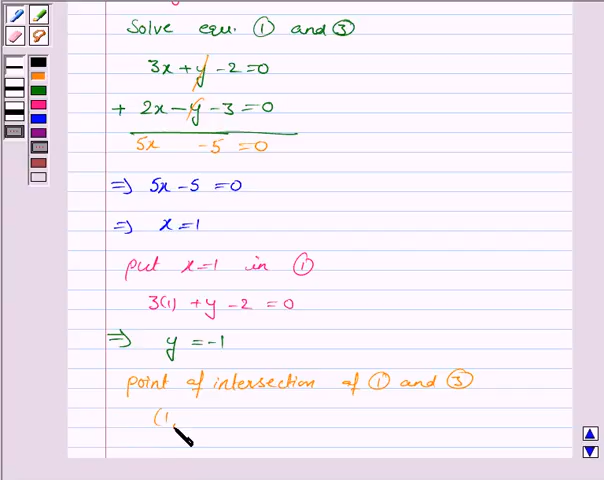 Solve equ. ① and ③
3x + y - 2 = 0
+ 2x - y - 3 = 0
5x - 5 = 0
⇒ 5x - 5 = 0
⇒ x = 1
put x = 1 in ①
3(1) + y - 2 = 0
⇒ y = -1
point of intersection of ① and ③
(1,